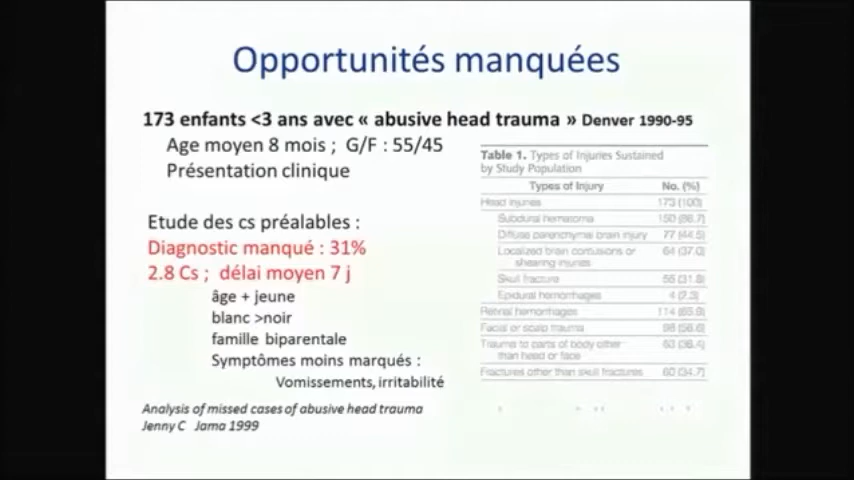 Opportunités manquées
173 enfants <3 ans avec « abusive head trauma » Denver 1990-95
Age moyen 8 mois ; G/F : 55/45
Présentation clinique
Etude des cs préalables :
Diagnostic manqué : 31%
2.8 Cs ; délai moyen 7 j
âge + jeune
blanc >noir
famille biparentale
Symptômes moins marqués :
Vomissements, irritabilité
Analysis of missed cases of abusive head trauma
Jenny C Jama 1999
Table 1. Types of Injuries Sustained
by Study Population
Types of Injury No. (%)
Head injuries 173 (100)
Subdural hematoma 150 (86.7)
Diffuse parenchymal brain injury 77 (44.5)
Localized brain contusions or 64 (37.0)
shearing injuries
Skull fracture 55 (31.8)
Epidural hemorrhages 4 (2.3)
Retinal hemorrhages 114 (65.9)
Facial or scalp trauma
Trauma to parts of body other 63 (36.4)
than head or face
Fractures other than skull fractures 60 (34.7)